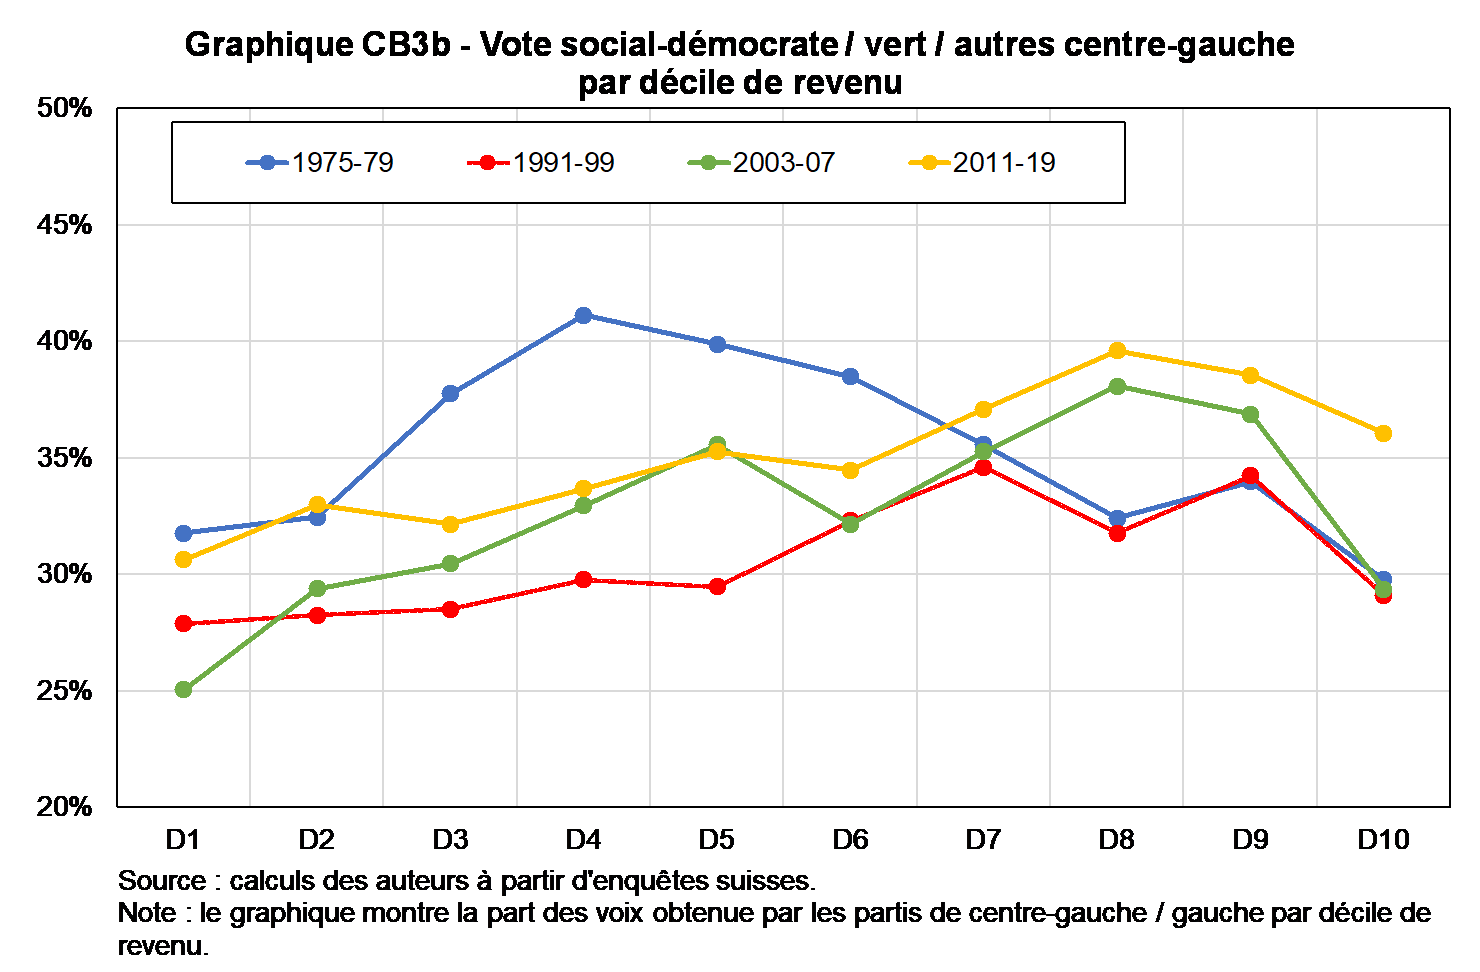 Graphique CB3b - Vote social-démocrate / vert / autres centre-gauche
par décile de revenu
50%
1975-79 1991-99 2003-07 2011-19
45%
40%
35%
30%
25%
20%
D1 D2 D3 D4 D5 D6 D7 D8 D9 D10
Source : calculs des auteurs à partir d'enquêtes suisses.
Note : le graphique montre la part des voix obtenue par les partis de centre-gauche / gauche par décile de
revenu.